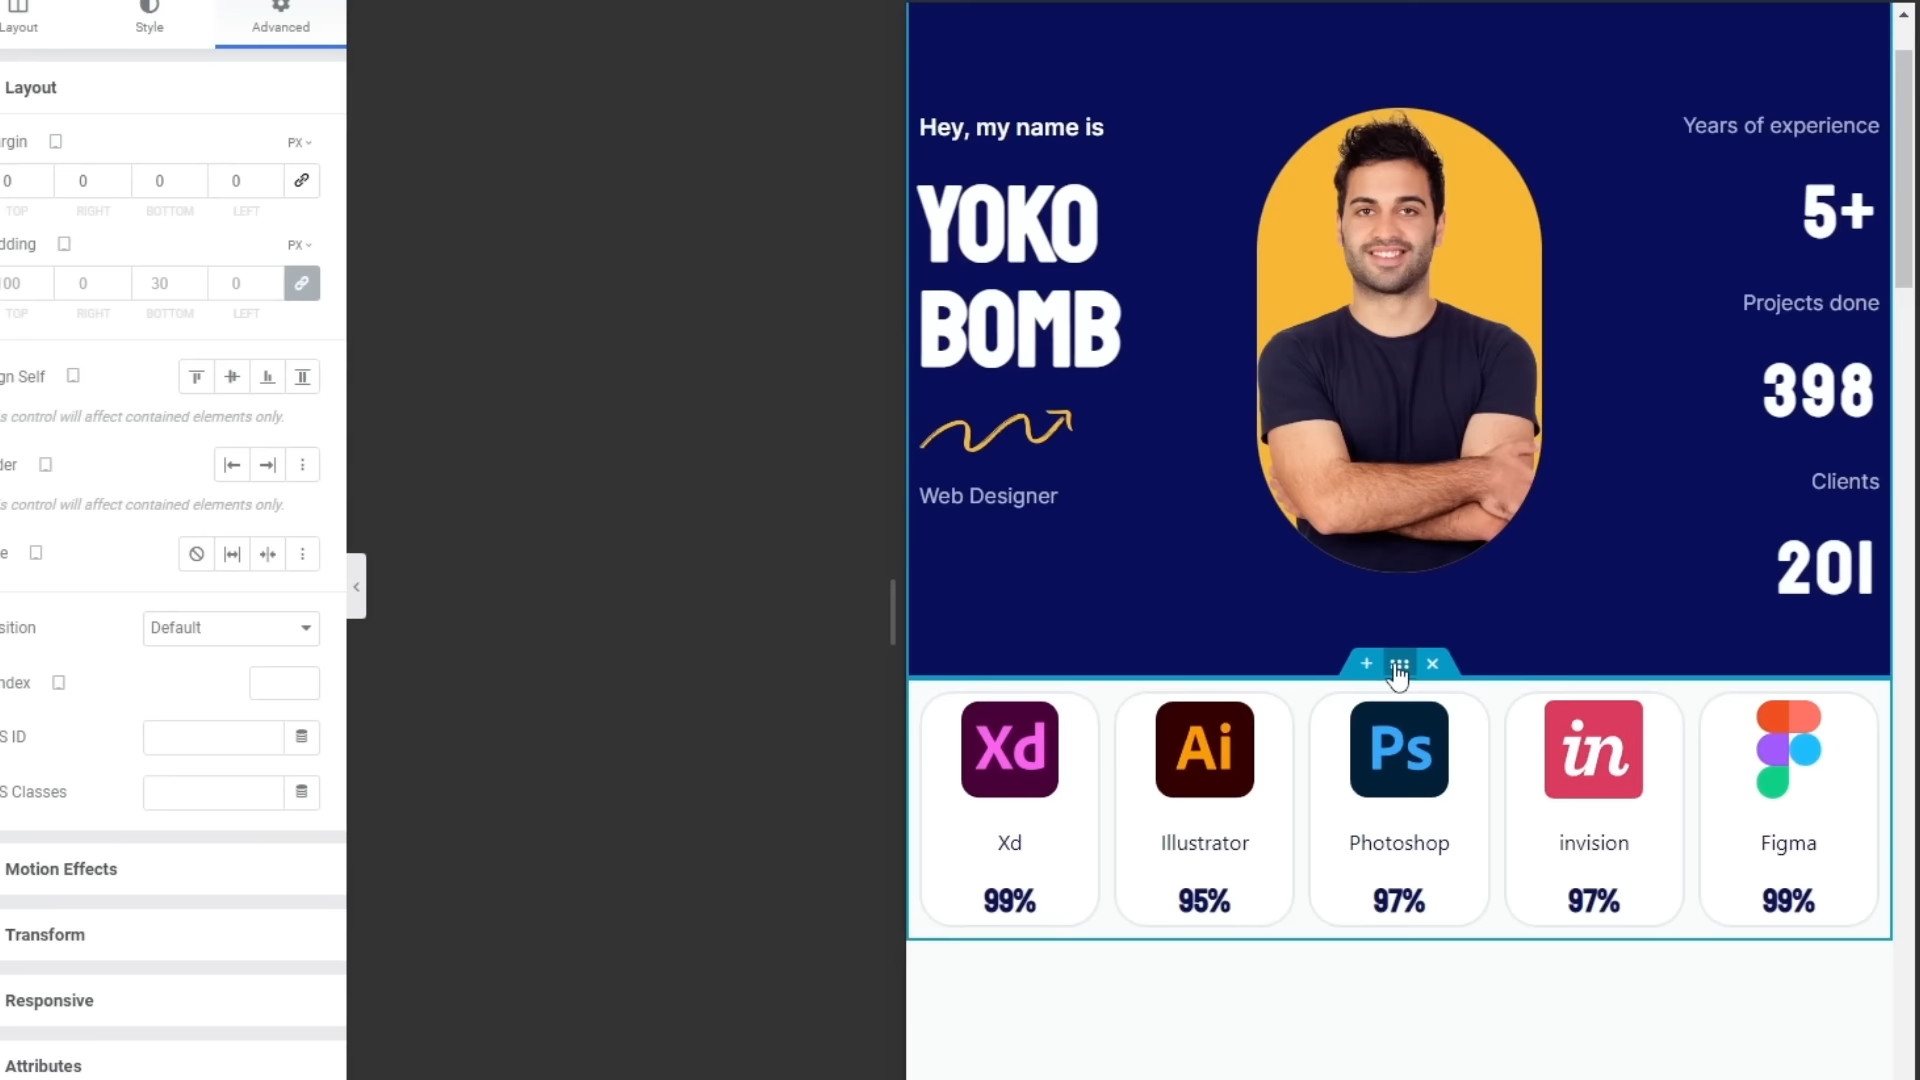 Layout
Style
Advanced
Layout
rgin
PX
0 0 0 0
TOP RIGHT BOTTOM LEFT
dding
PX
00 0 30 0
TOP RIGHT BOTTOM LEFT
gn Self
s control will affect contained elements only.
der
s control will affect contained elements only.
e
sition
Default
ndex
S ID
S Classes
Motion Effects
Transform
Responsive
Attributes
Hey, my name is
YOKO
BOMB
Web Designer
Years of experience
5+
Projects done
398
Clients
201
Xd
Ai
Ps
in
Xd
Illustrator
Photoshop
invision
Figma
99%
95%
97%
97%
99%